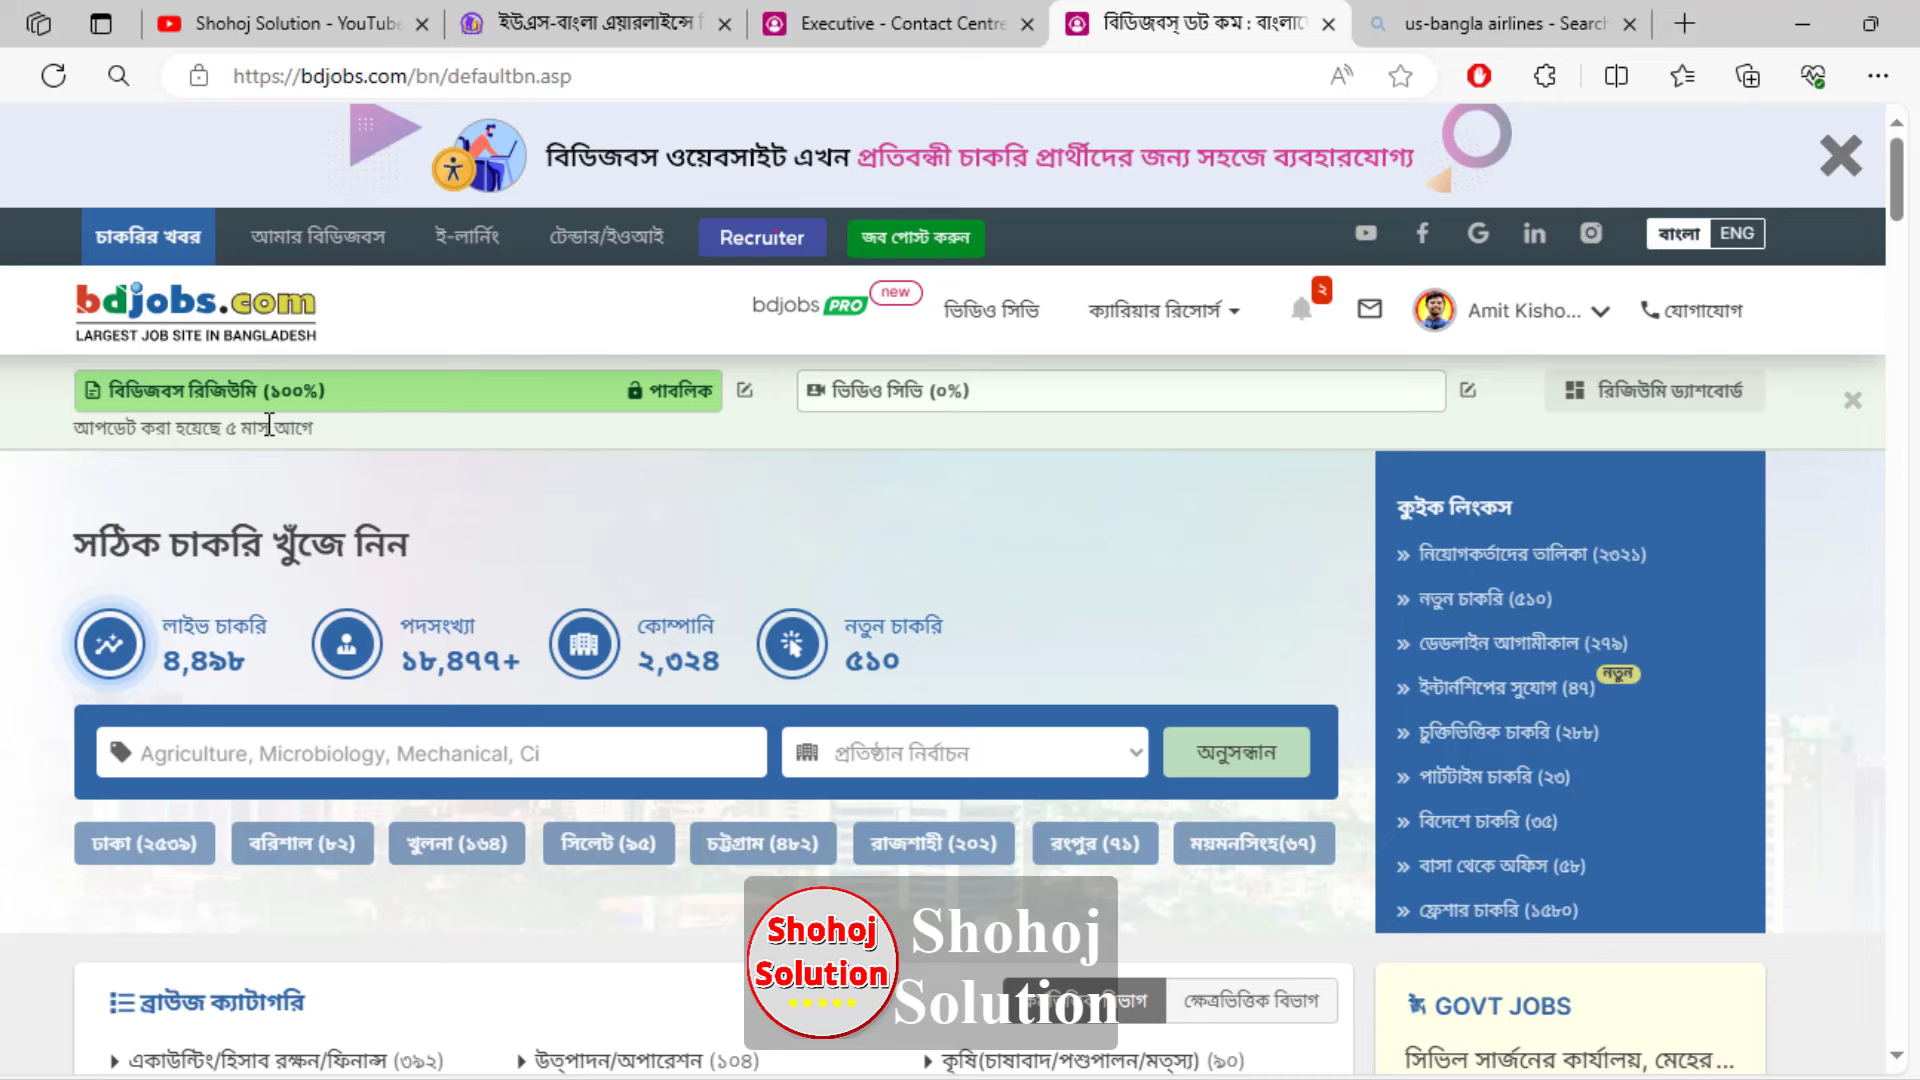 Shohoj Solution - YouTube
ইউএস-বাংলা এয়ারলাইন্সে
Executive - Contact Centre
বিডিজবস্ ডট কম : বাংলাদে
us-bangla airlines - Search
https://bdjobs.com/bn/defaultbn.asp
বিডিজবস ওয়েবসাইট এখন প্রতিবন্ধী চাকরি প্রার্থীদের জন্য সহজে ব্যবহারযোগ্য
চাকরির খবর
আমার বিডিজবস
ই-লার্নিং
টেন্ডার/ইওআই
Recruiter
জব পোস্ট করুন
বাংলা
ENG
bdjobs.com
LARGEST JOB SITE IN BANGLADESH
bdjobs PRO new
ভিডিও সিভি
ক্যারিয়ার রিসোর্স
২
Amit Kisho...
যোগাযোগ
বিডিজবস রিজিউমি (১০০%)
পাবলিক
ভিডিও সিভি (০%)
রিজিউমি ড্যাশবোর্ড
আপডেট করা হয়েছে ৫ মাস আগে
সঠিক চাকরি খুঁজে নিন
লাইভ চাকরি
৪,৪৯৮
পদসংখ্যা
১৮,৪৭৭+
কোম্পানি
২,৩২৪
নতুন চাকরি
৫১০
Agriculture, Microbiology, Mechanical, Ci
প্রতিষ্ঠান নির্বাচন
অনুসন্ধান
ঢাকা (২৫৩৯)
বরিশাল (৮২)
খুলনা (১৬৪)
সিলেট (৯৫)
চট্টগ্রাম (৪৮২)
রাজশাহী (২০২)
রংপুর (৭১)
ময়মনসিংহ(৬৭)
কুইক লিংকস
» নিয়োগকর্তাদের তালিকা (২৩২১)
» নতুন চাকরি (৫১০)
» ডেডলাইন আগামীকাল (২৭৯)
» ইন্টার্নশিপের সুযোগ (৪৭) নতুন
» চুক্তিভিত্তিক চাকরি (২৮৮)
» পার্টটাইম চাকরি (২৩)
» বিদেশে চাকরি (৩৫)
» বাসা থেকে অফিস (৫৮)
» ফ্রেশার চাকরি (১৫৮০)
Shohoj
Solution
Shohoj
Solution
ব্রাউজ ক্যাটাগরি
ক্ষেত্রভিত্তিক বিভাগ
একাউন্টিং/হিসাব রক্ষন/ফিনান্স (৩৯২)
উত্পাদন/অপারেশন (১০৪)
কৃষি(চাষাবাদ/পশুপালন/মত্স্য) (৯০)
GOVT JOBS
সিভিল সার্জনের কার্যালয়, মেহের...